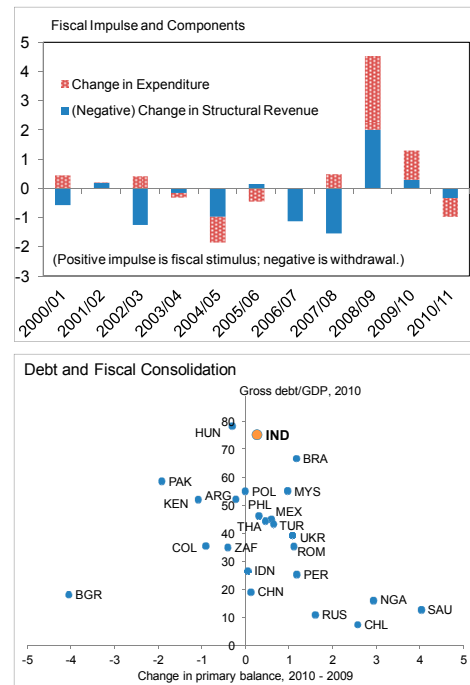 Fiscal Impulse and Components
5
4
3
2
1
0
-1
-2
-3
Change in Expenditure
(Negative) Change in Structural Revenue
(Positive impulse is fiscal stimulus; negative is withdrawal.)
2000/01
2001/02
2002/03
2003/04
2004/05
2005/06
2006/07
2007/08
2008/09
2009/10
2010/11
Debt and Fiscal Consolidation
Gross debt/GDP, 2010
80
70
60
50
40
30
20
10
0
HUN
IND
BRA
PAK
ARG
POL
MYS
KEN
PHL
MEX
THA
TUR
UKR
COL
ZAF
ROM
IDN
PER
BGR
CHN
NGA
RUS
SAU
CHL
-5 -4 -3 -2 -1 0 1 2 3 4 5
Change in primary balance, 2010 - 2009